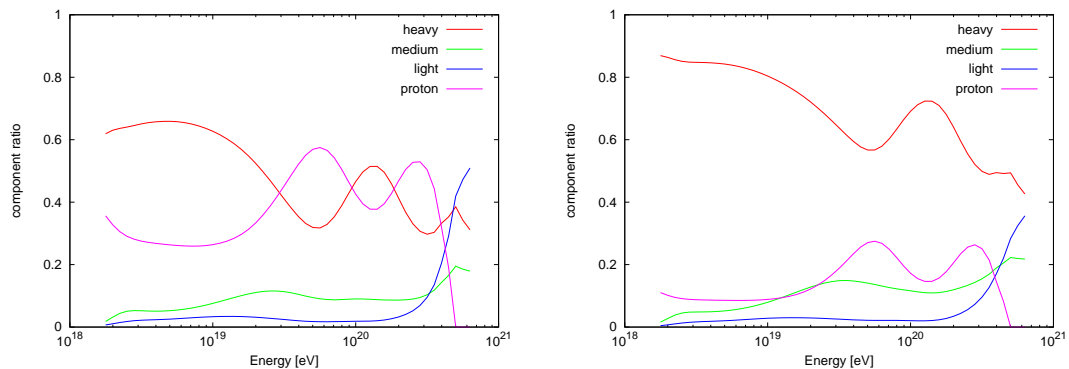 1
0.8
0.6
0.4
0.2
0
component ratio
10^18
10^19
10^20
10^21
Energy [eV]
heavy
medium
light
proton
1
0.8
0.6
0.4
0.2
0
component ratio
10^18
10^19
10^20
10^21
Energy [eV]
heavy
medium
light
proton